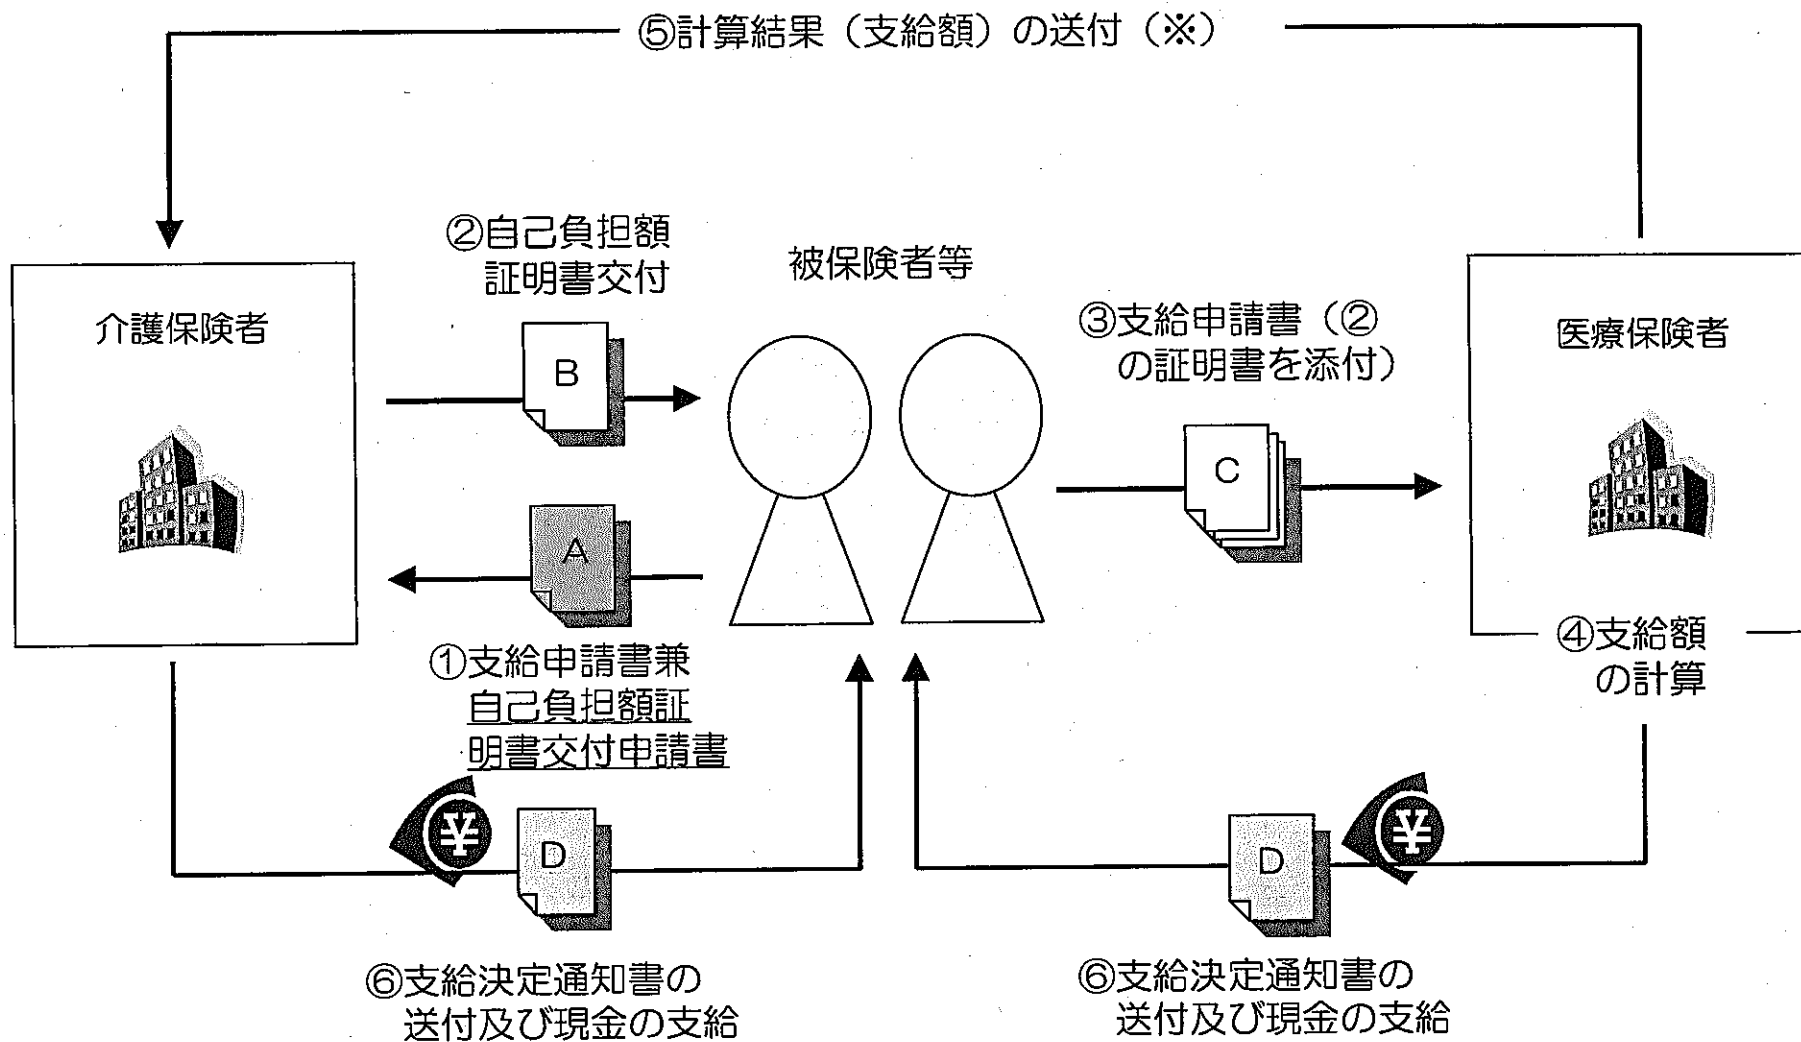 ⑤計算結果（支給額）の送付（※）
②自己負担額
証明書交付
被保険者等
介護保険者
③支給申請書（②
の証明書を添付）
医療保険者
B
C
A
①支給申請書兼
自己負担額証
明書交付申請書
④支給額
の計算
¥
D
D
¥
⑥支給決定通知書の
送付及び現金の支給
⑥支給決定通知書の
送付及び現金の支給